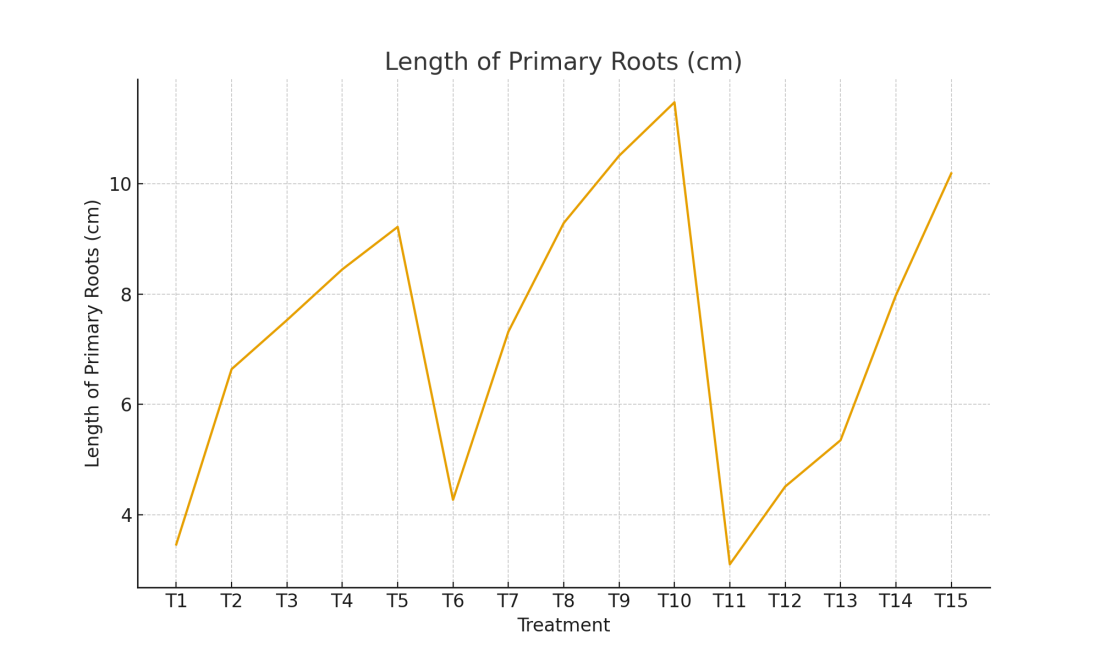 Length of Primary Roots (cm)
Length of Primary Roots (cm)
10
8
6
4
T1 T2 T3 T4 T5 T6 T7 T8 T9 T10 T11 T12 T13 T14 T15
Treatment